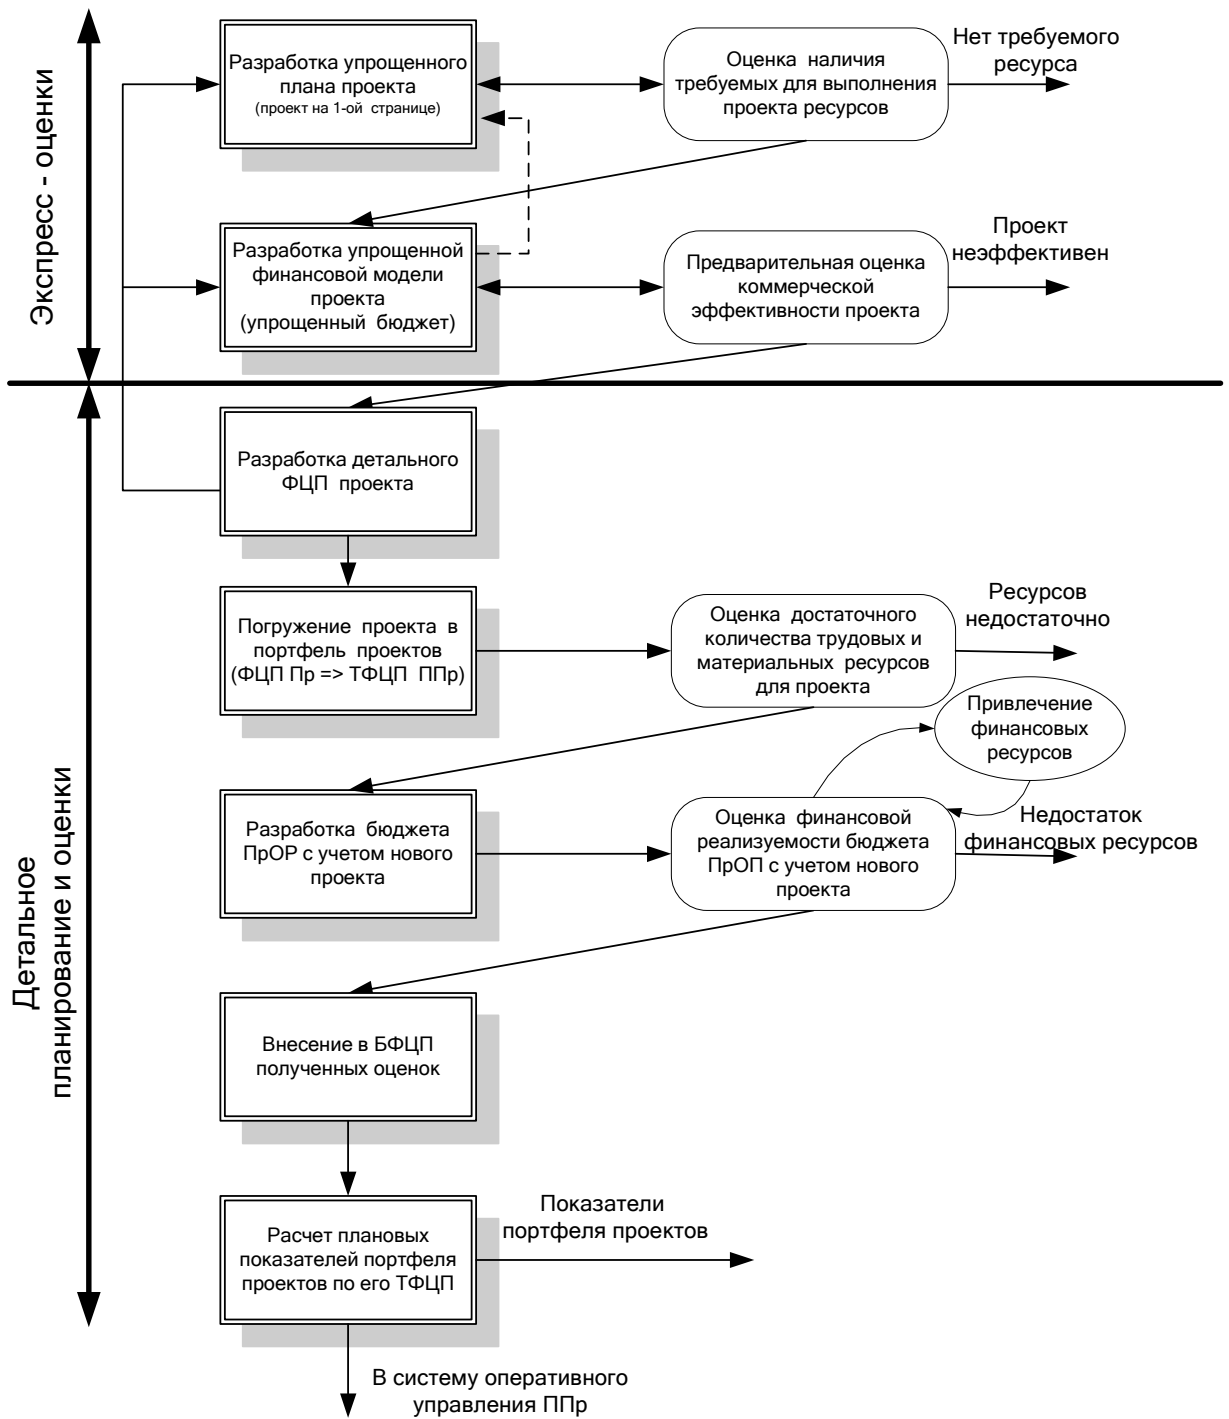 Экспресс - оценки
Разработка упрощенного
плана проекта
(проект на 1-ой странице)
Оценка наличия
требуемых для выполнения
проекта ресурсов
Нет требуемого
ресурса
Разработка упрощенной
финансовой модели
проекта
(упрощенный бюджет)
Предварительная оценка
коммерческой
эффективности проекта
Проект
неэффективен
Детальное
планирование и оценки
Разработка детального
ФЦП проекта
Погружение проекта в
портфель проектов
(ФЦП Пр => ТФЦП ППр)
Оценка достаточного
количества трудовых и
материальных ресурсов
для проекта
Ресурсов
недостаточно
Привлечение
финансовых
ресурсов
Разработка бюджета
ПрОР с учетом нового
проекта
Оценка финансовой
реализуемости бюджета
ПрОП с учетом нового
проекта
Недостаток
финансовых ресурсов
Внесение в БФЦП
полученных оценок
Расчет плановых
показателей портфеля
проектов по его ТФЦП
Показатели
портфеля проектов
В систему оперативного
управления ППр